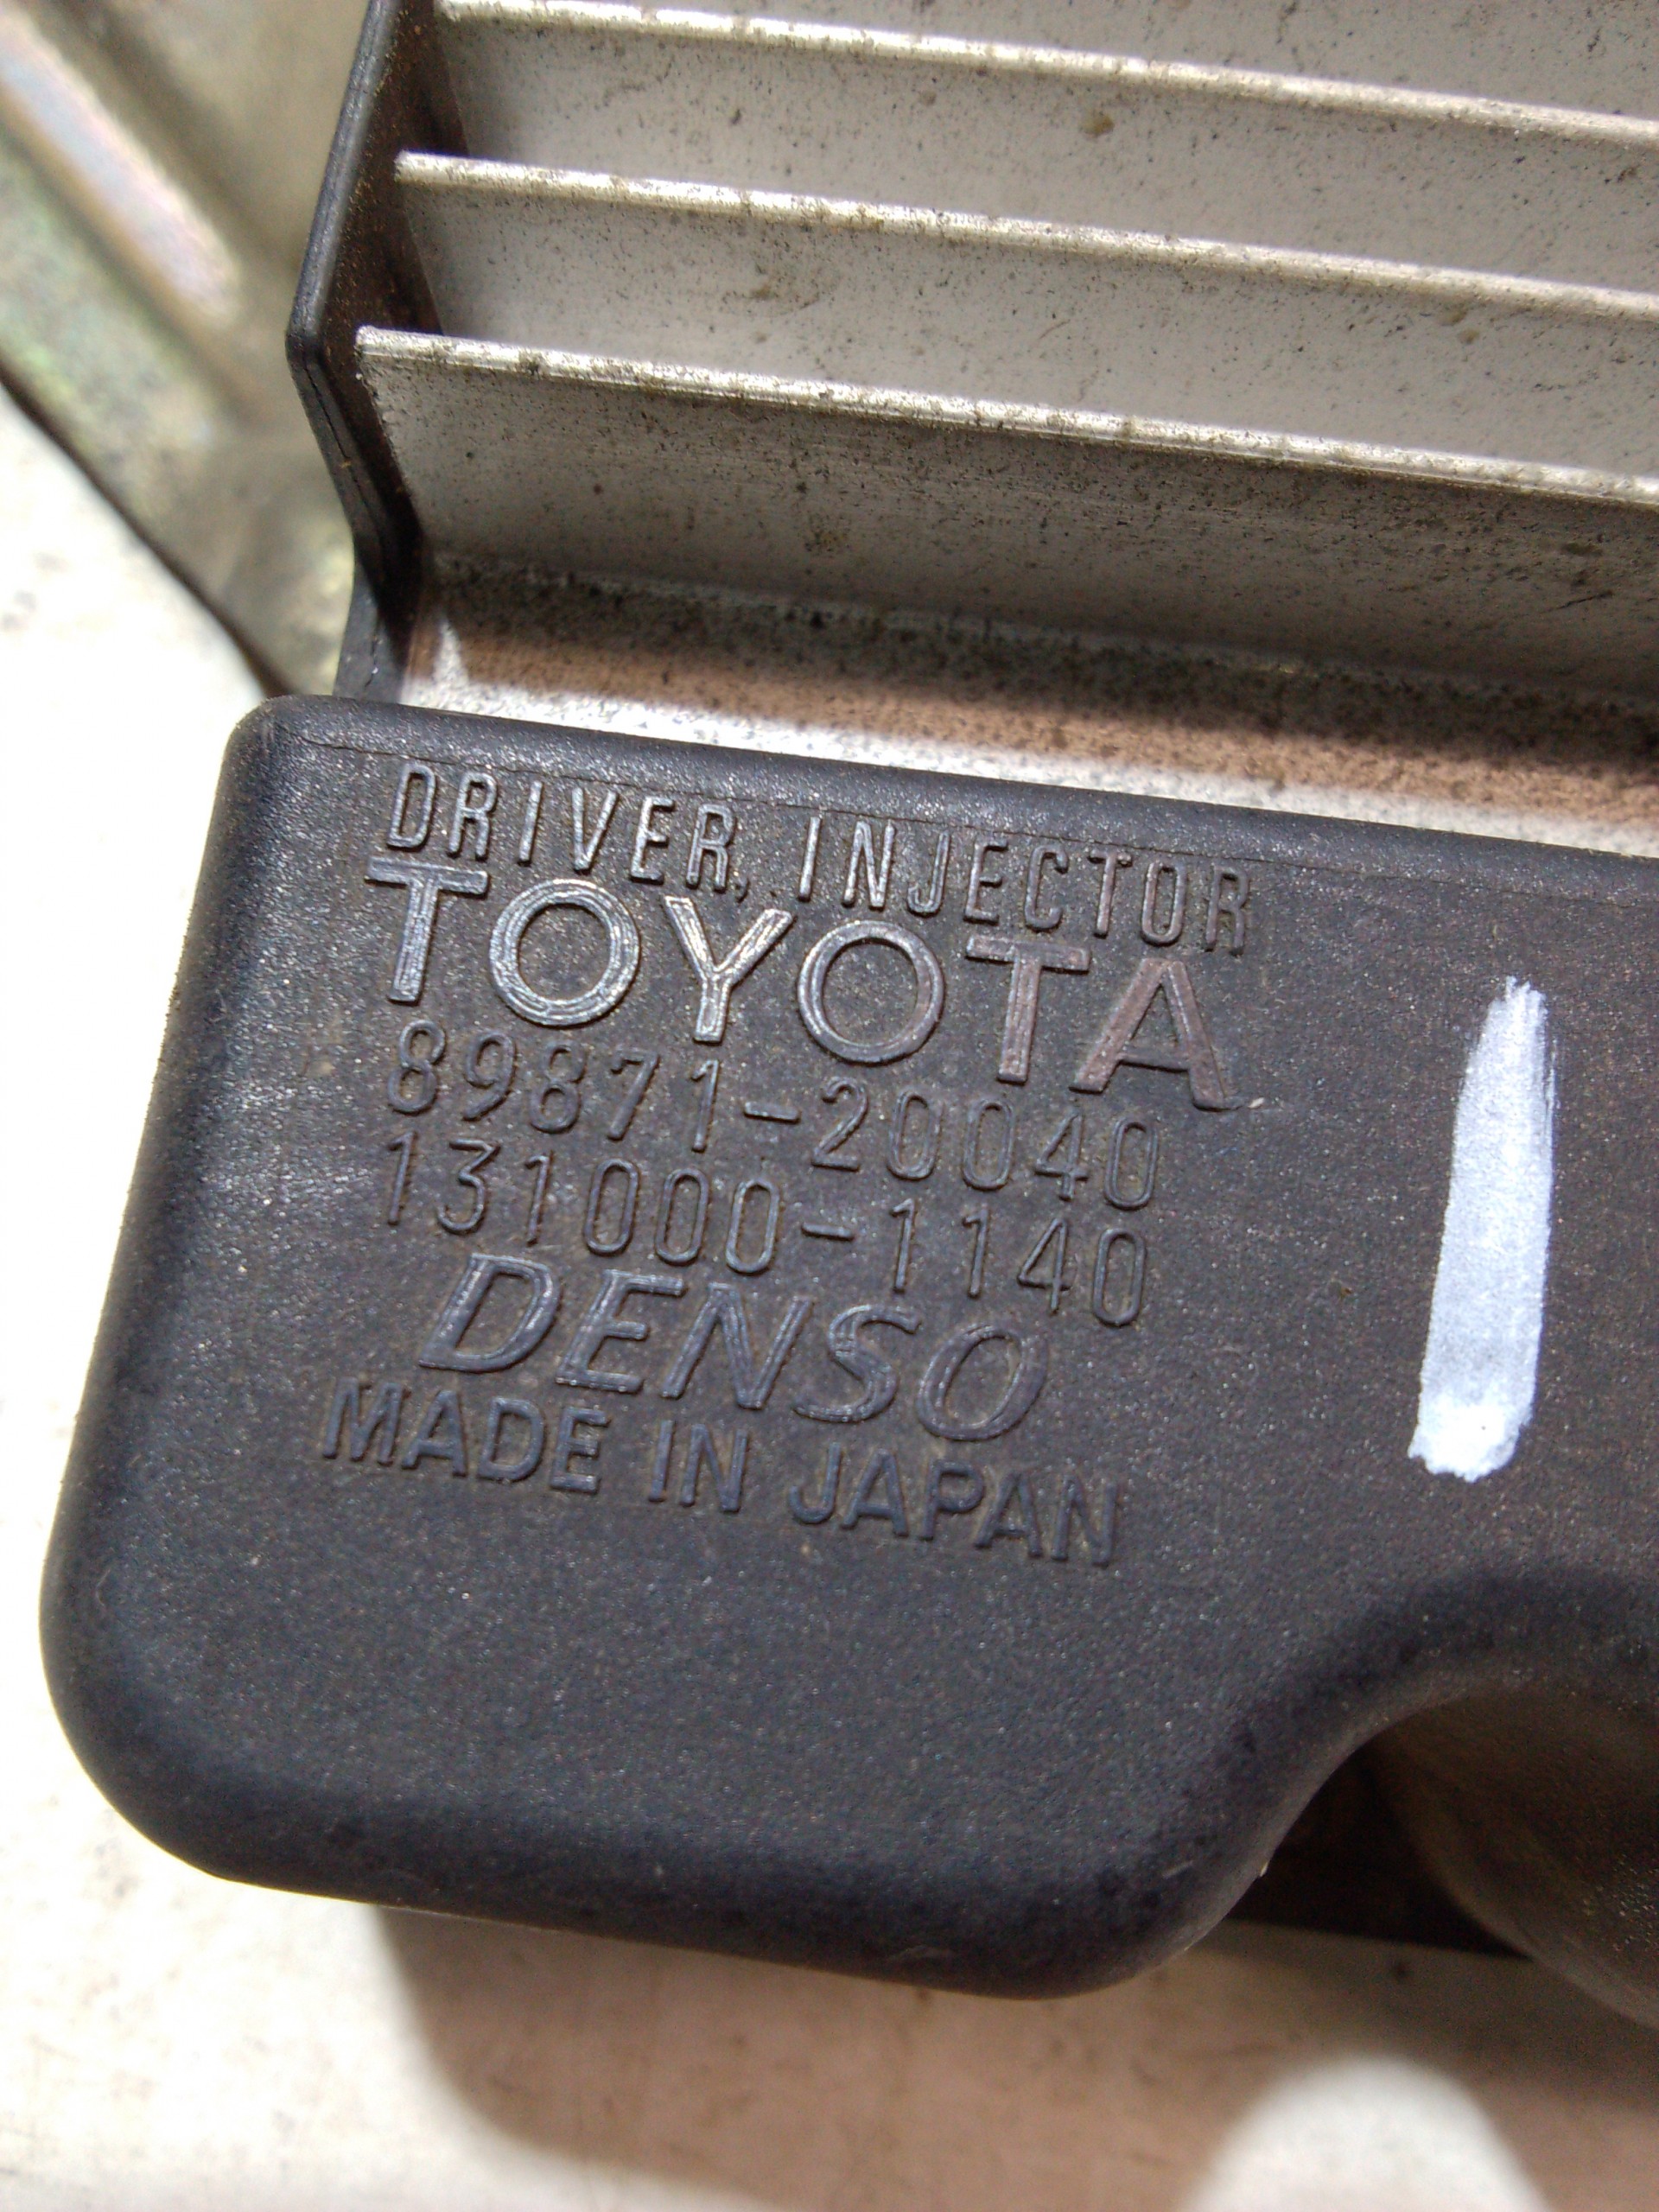 DRIVER, INJECTOR
TOYOTA
89871-20040
131000-1140
DENSO
MADE IN JAPAN